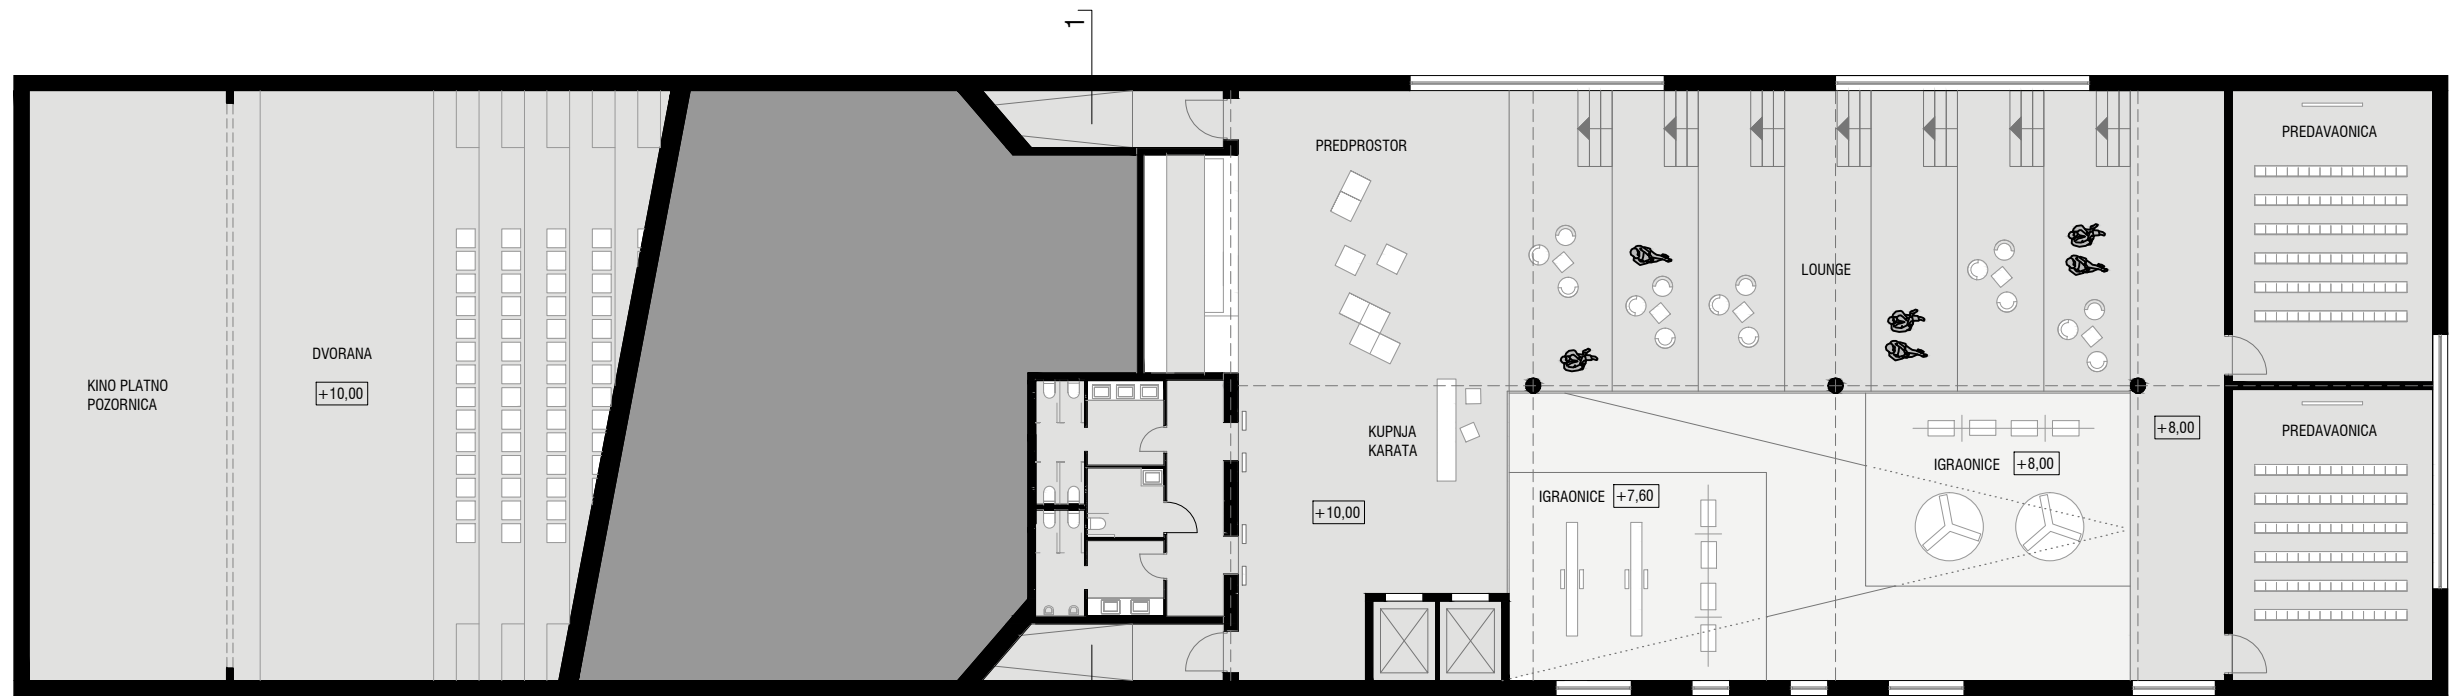 1
PREDPROSTOR
PREDAVAONICA
LOUNGE
DVORANA
+10,00
KINO PLATNO
POZORNICA
KUPNJA
KARATA
+10,00
IGRAONICE +7,60
IGRAONICE +8,00
+8,00
PREDAVAONICA